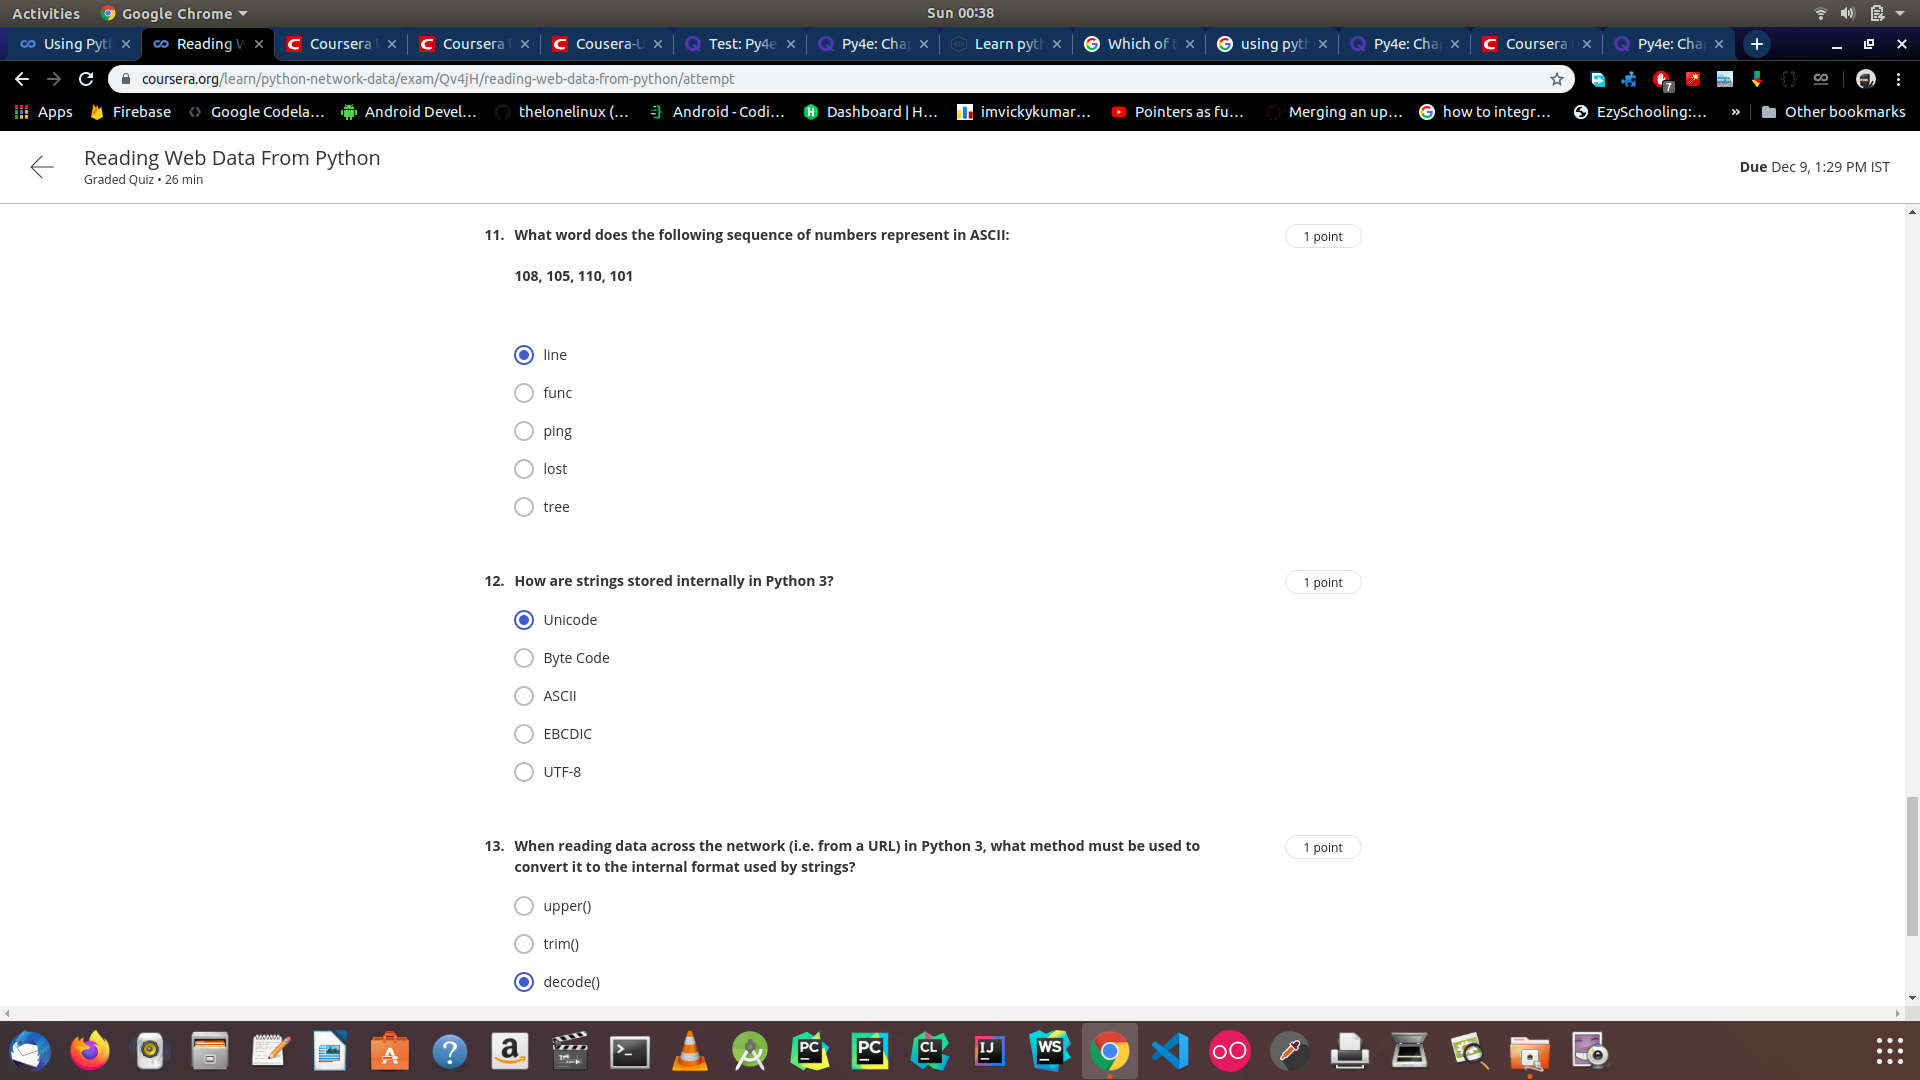 Activities
Google Chrome
Sun 00:38
Using Pyt
Reading W
Coursera
Coursera
Cousera-U
Test: Py4e
Py4e: Cha
Learn pyt
Which of
using pyth
Py4e: Cha
Coursera
Py4e: Cha
coursera.org/learn/python-network-data/exam/Qv4jH/reading-web-data-from-python/attempt
7
Apps
Firebase
Google Codela...
Android Devel...
thelonelinux (...
Android - Codi...
Dashboard | H...
imvickykumar...
Pointers as fu...
Merging an up...
how to integr...
EzySchooling:...
»
Other bookmarks
Reading Web Data From Python
Graded Quiz • 26 min
Due Dec 9, 1:29 PM IST
11. What word does the following sequence of numbers represent in ASCII:
1 point
108, 105, 110, 101
line
func
ping
lost
tree
12. How are strings stored internally in Python 3?
1 point
Unicode
Byte Code
ASCII
EBCDIC
UTF-8
13. When reading data across the network (i.e. from a URL) in Python 3, what method must be used to
1 point
convert it to the internal format used by strings?
upper()
trim()
decode()
PC
PC
CL
IJ
WS